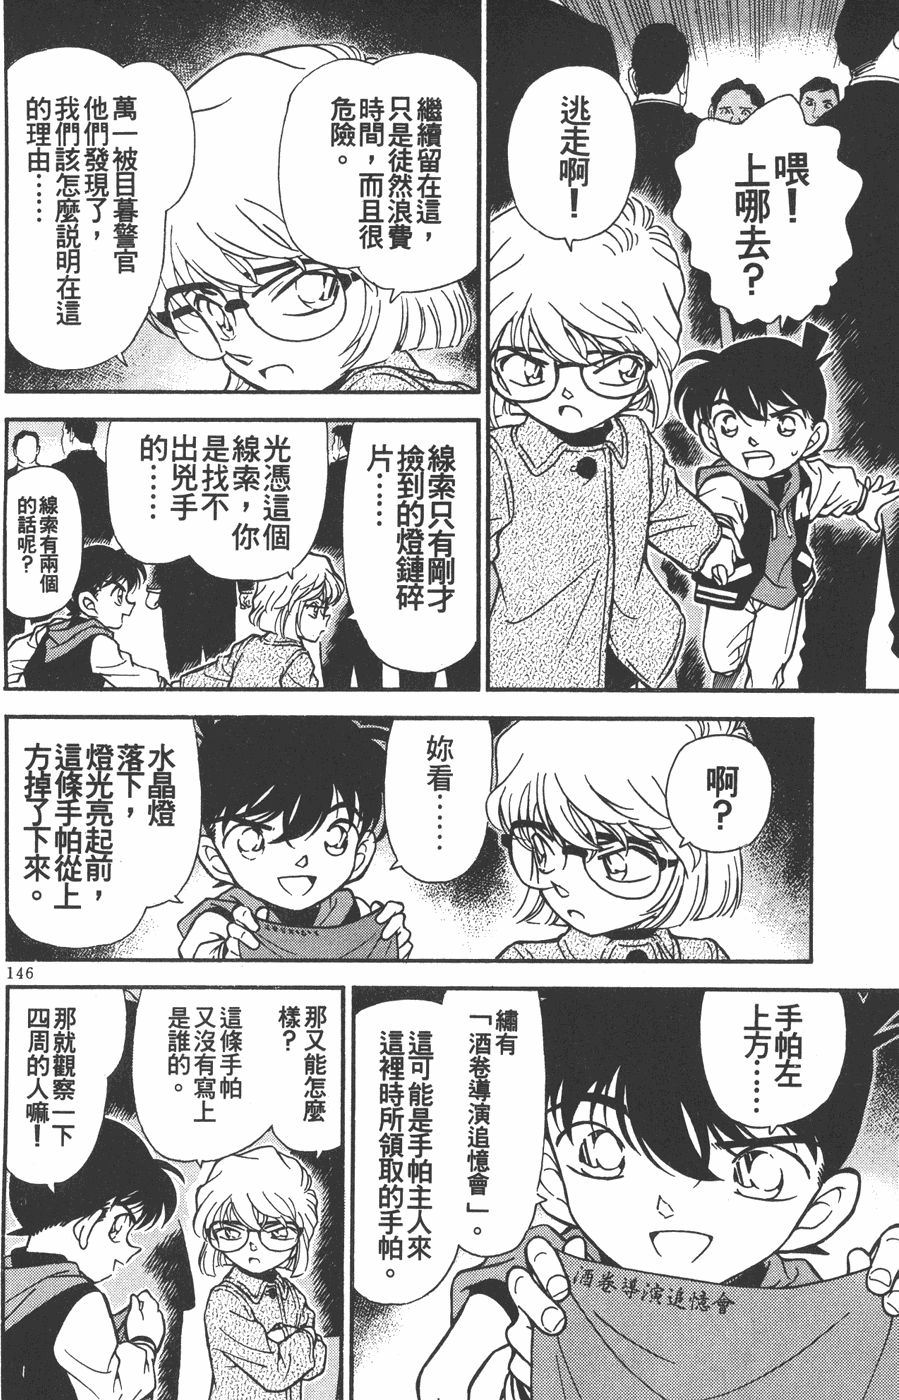 喂！
上哪去？
逃走啊！
繼續留在這，
只是徒然浪費
時間，而且很
危險。
萬一被目暮警官
他們發現了，
我們該怎麼説明在這
的理由……
線索只有剛才
撿到的燈鏈碎
片……
光憑這個
線索，你
是找不
出兇手
的……
線索有兩個
的話呢？
啊？
妳看……
水晶燈
落下，
燈光亮起前，
這條手帕從上
方掉了下來。
146
手帕左
上方……
繡有
「酒卷導演追憶會」。
這可能是手帕主人來
這裡時所領取的手帕。
酒卷導演追憶會
那又能怎麼
樣？
這條手帕
又沒有寫上
是誰的。
那就觀察一下
四周的人嘛！